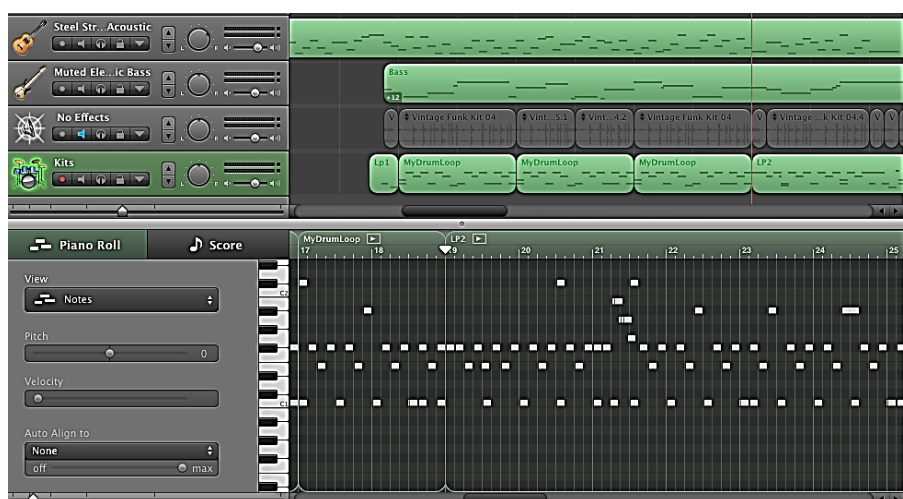 Steel Str...Acoustic
L R
Muted Ele...ic Bass
L R
Bass
+12
No Effects
L R
V Vintage Funk Kit 04 Vint...5.1 Vint...4.2 Vintage Funk Kit 04 V Vintage ...k Kit 04.4 V V
Kits
L R
Lp1 MyDrumLoop MyDrumLoop MyDrumLoop LP2
Piano Roll Score
MyDrumLoop LP2
17 18 19 20 21 22 23 24 25
View
Notes
C2
Pitch
0
Velocity
C1
Auto Align to
None
off max